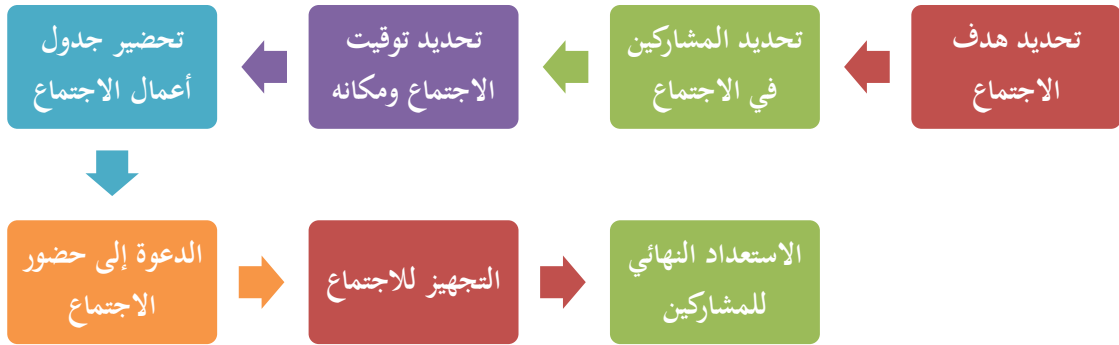 تحديد هدف
الاجتماع
تحديد المشاركين
في الاجتماع
تحديد توقيت
الاجتماع ومكانه
تحضير جدول
أعمال الاجتماع
الدعوة إلى حضور
الاجتماع
التجهيز للاجتماع
الاستعداد النهائي
للمشاركين